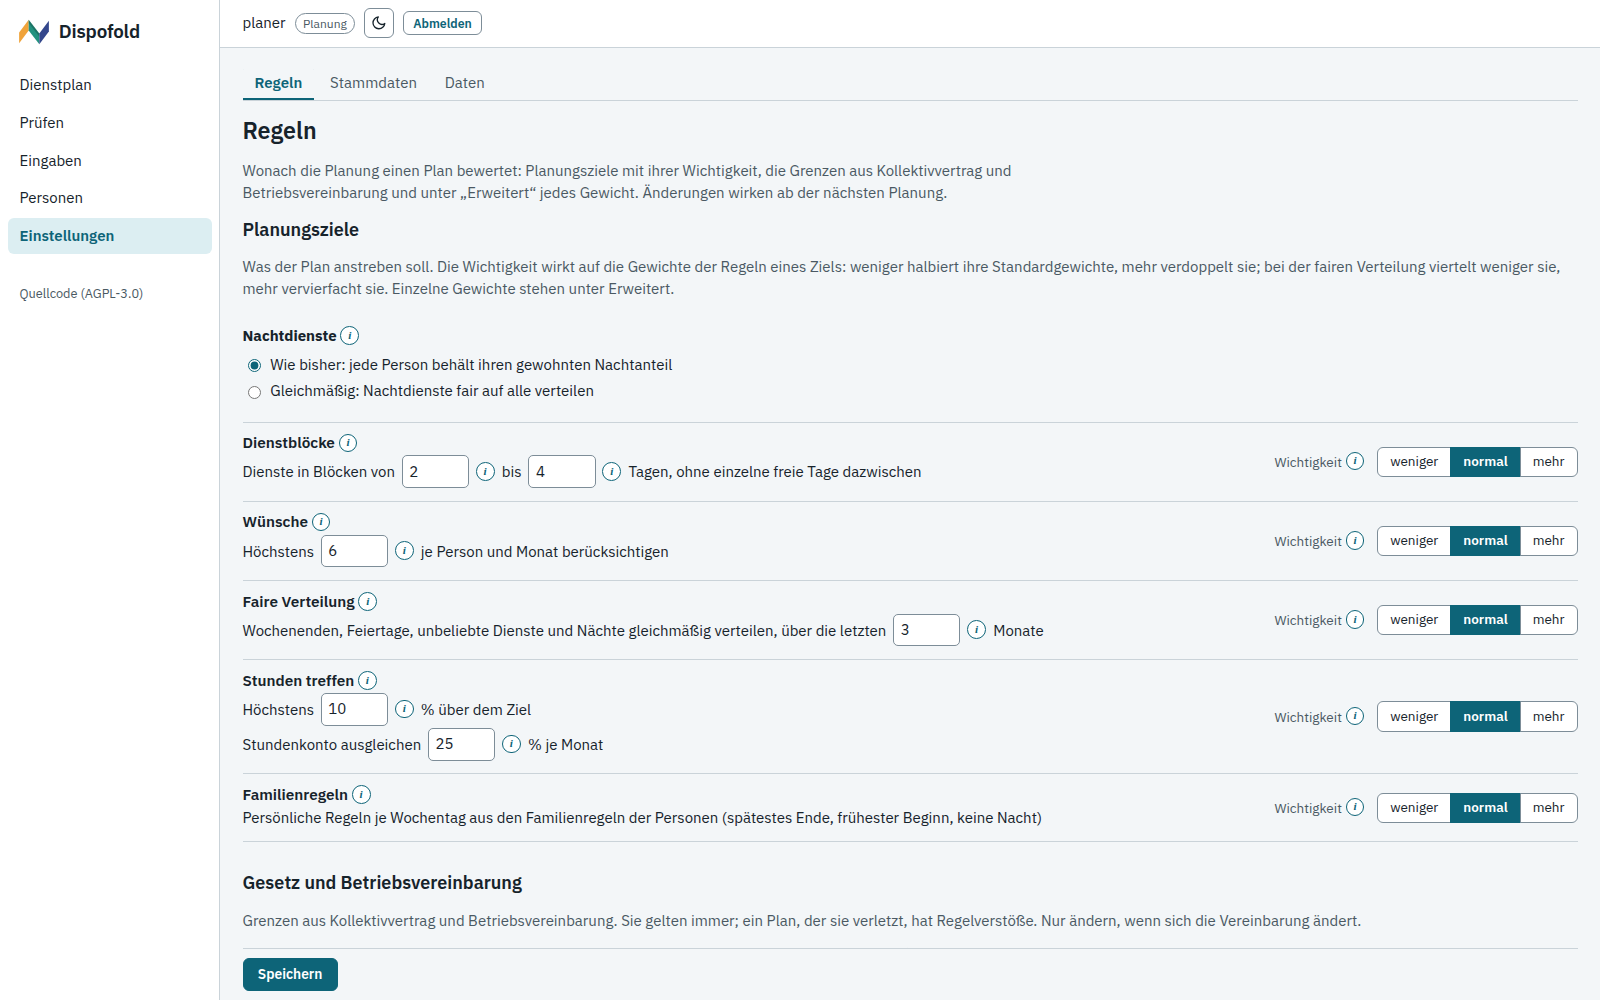 Dispofold
Dienstplan
Prüfen
Eingaben
Personen
Einstellungen
Quellcode (AGPL-3.0)
planer Planung Abmelden
Regeln Stammdaten Daten
Regeln
Wonach die Planung einen Plan bewertet: Planungsziele mit ihrer Wichtigkeit, die Grenzen aus Kollektivvertrag und
Betriebsvereinbarung und unter „Erweitert“ jedes Gewicht. Änderungen wirken ab der nächsten Planung.
Planungsziele
Was der Plan anstreben soll. Die Wichtigkeit wirkt auf die Gewichte der Regeln eines Ziels: weniger halbiert ihre Standardgewichte, mehr verdoppelt sie; bei der fairen Verteilung viertelt weniger sie,
mehr vervierfacht sie. Einzelne Gewichte stehen unter Erweitert.
Nachtdienste i
Wie bisher: jede Person behält ihren gewohnten Nachtanteil
Gleichmäßig: Nachtdienste fair auf alle verteilen
Dienstblöcke i
Dienste in Blöcken von 2 i bis 4 i Tagen, ohne einzelne freie Tage dazwischen
Wichtigkeit i weniger normal mehr
Wünsche i
Höchstens 6 i je Person und Monat berücksichtigen
Wichtigkeit i weniger normal mehr
Faire Verteilung i
Wochenenden, Feiertage, unbeliebte Dienste und Nächte gleichmäßig verteilen, über die letzten 3 i Monate
Wichtigkeit i weniger normal mehr
Stunden treffen i
Höchstens 10 i % über dem Ziel
Stundenkonto ausgleichen 25 i % je Monat
Wichtigkeit i weniger normal mehr
Familienregeln i
Persönliche Regeln je Wochentag aus den Familienregeln der Personen (spätestes Ende, frühester Beginn, keine Nacht)
Wichtigkeit i weniger normal mehr
Gesetz und Betriebsvereinbarung
Grenzen aus Kollektivvertrag und Betriebsvereinbarung. Sie gelten immer; ein Plan, der sie verletzt, hat Regelverstöße. Nur ändern, wenn sich die Vereinbarung ändert.
Speichern